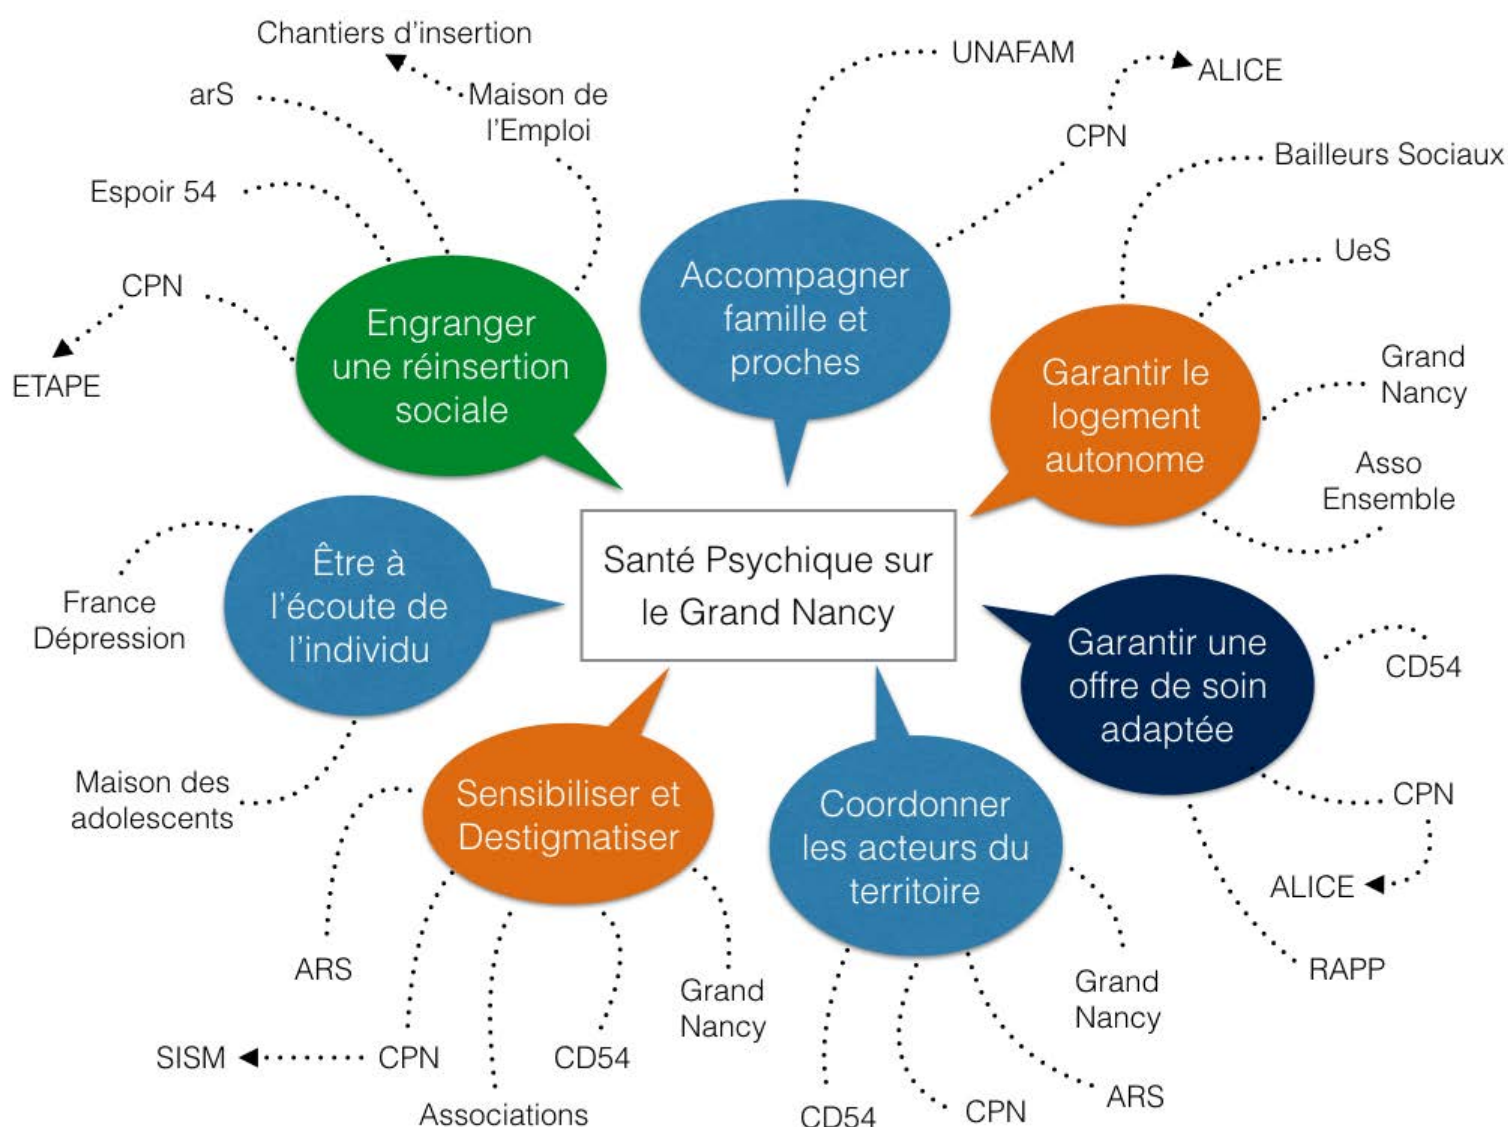 Chantiers d'insertion
arS
Maison de
l'Emploi
Espoir 54
CPN
ETAPE
Engranger
une réinsertion
sociale
UNAFAM
CPN
ALICE
Accompagner
famille et
proches
Bailleurs Sociaux
UeS
Grand
Nancy
Asso
Ensemble
Garantir le
logement
autonome
Santé Psychique sur
le Grand Nancy
Être à
l'écoute de
l'individu
France
Dépression
Maison des
adolescents
Garantir une
offre de soin
adaptée
CD54
CPN
ALICE
RAPP
Sensibiliser et
Destigmatiser
ARS
SISM
CPN
Associations
CD54
Grand
Nancy
Coordonner
les acteurs du
territoire
CD54
CPN
ARS
Grand
Nancy